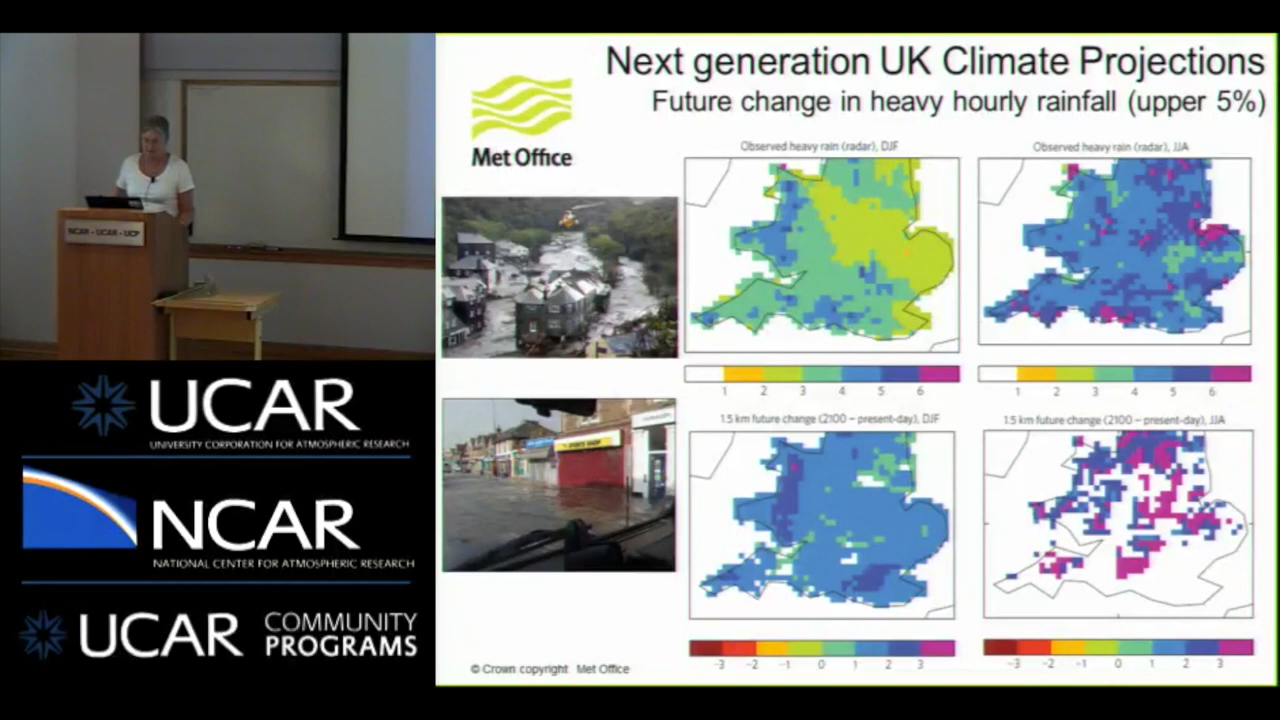 NCAR - UCAR - UCP
UCAR
UNIVERSITY CORPORATION FOR ATMOSPHERIC RESEARCH
NCAR
NATIONAL CENTER FOR ATMOSPHERIC RESEARCH
UCAR COMMUNITY
PROGRAMS
Next generation UK Climate Projections
Future change in heavy hourly rainfall (upper 5%)
Met Office
Observed heavy rain (radar), DJF
Observed heavy rain (radar), JJA
1 2 3 4 5 6
1 2 3 4 5 6
1.5 km future change (2100 – present-day), DJF
1.5 km future change (2100 – present-day), JJA
−3 −2 −1 0 1 2 3
−3 −2 −1 0 1 2 3
© Crown copyright Met Office